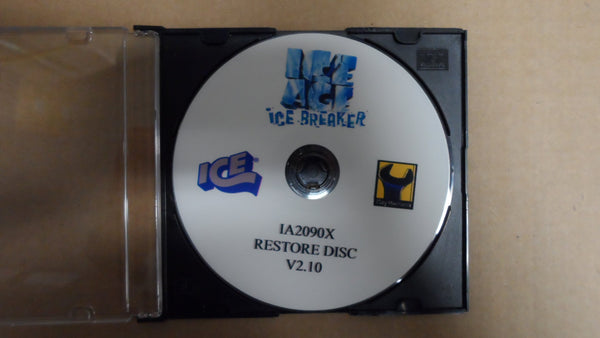 ICE
AGE
ICE BREAKER
ICE
IA2090X
RESTORE DISC
V2.10